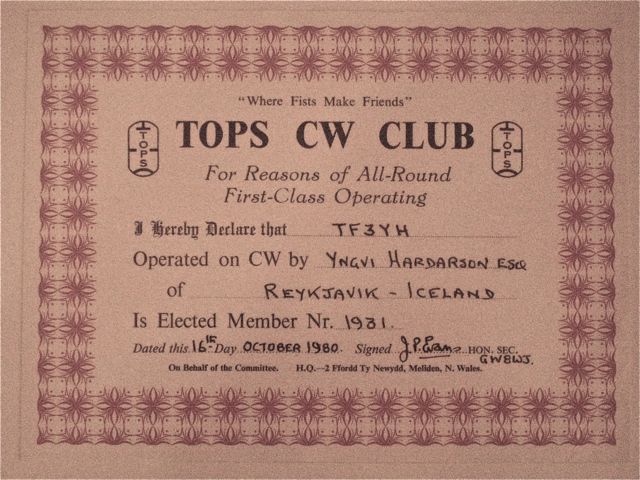 "Where Fists Make Friends"
TOPS TOPS CW CLUB TOPS
For Reasons of All-Round
First-Class Operating
I Hereby Declare that TF3YH
Operated on CW by YNGVI HARDARSON ESQ
of REYKJAVIK - ICELAND
Is Elected Member Nr. 1931.
Dated this 16th Day OCTOBER 1980. Signed HON. SEC.
GW8WJ.
On Behalf of the Committee. H.Q.—2 Ffordd Ty Newydd, Meliden, N. Wales.